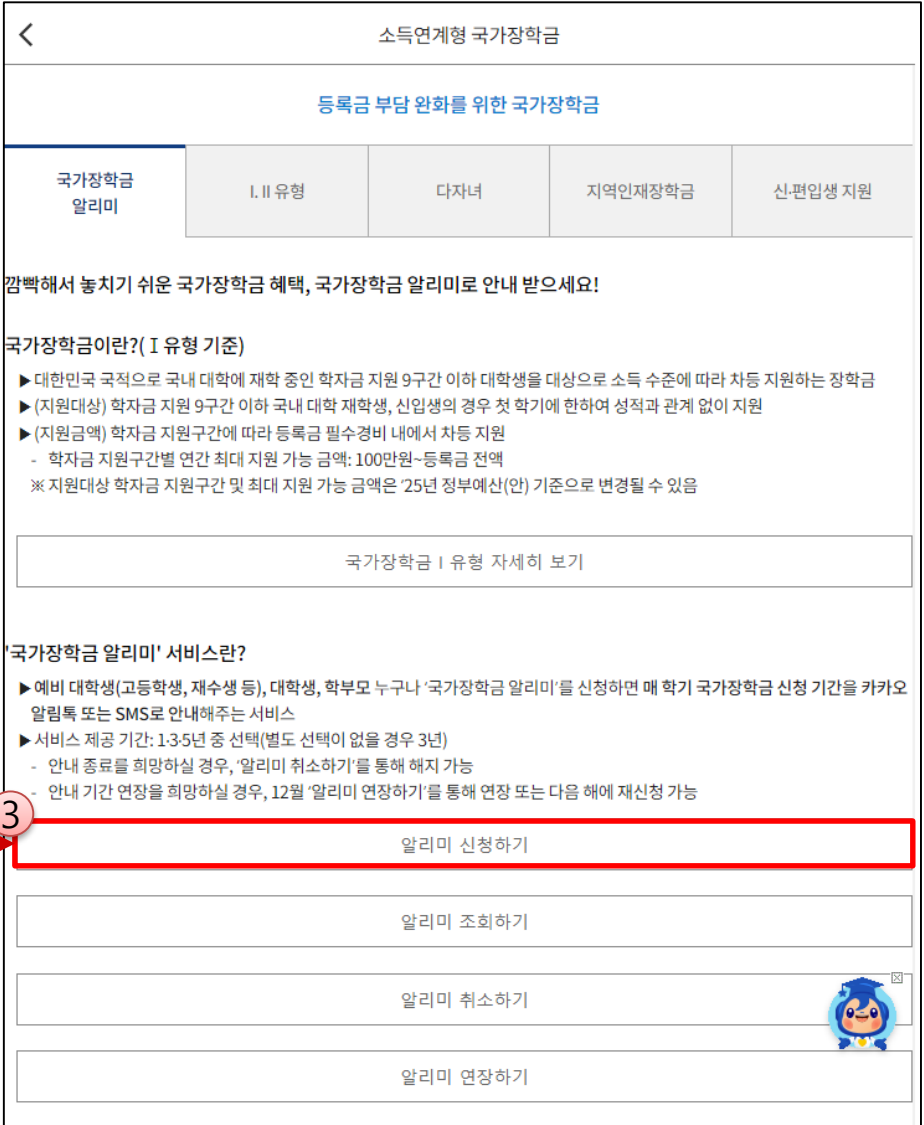 소득연계형 국가장학금
등록금 부담 완화를 위한 국가장학금
국가장학금
알리미
I. II 유형
다자녀
지역인재장학금
신·편입생 지원
깜빡해서 놓치기 쉬운 국가장학금 혜택, 국가장학금 알리미로 안내 받으세요!
국가장학금이란?( I 유형 기준)
▶ 대한민국 국적으로 국내 대학에 재학 중인 학자금 지원 9구간 이하 대학생을 대상으로 소득 수준에 따라 차등 지원하는 장학금
▶ (지원대상) 학자금 지원 9구간 이하 국내 대학 재학생, 신입생의 경우 첫 학기에 한하여 성적과 관계 없이 지원
▶ (지원금액) 학자금 지원구간에 따라 등록금 필수경비 내에서 차등 지원
- 학자금 지원구간별 연간 최대 지원 가능 금액: 100만원~등록금 전액
※ 지원대상 학자금 지원구간 및 최대 지원 가능 금액은 '25년 정부예산(안) 기준으로 변경될 수 있음
국가장학금 I 유형 자세히 보기
'국가장학금 알리미' 서비스란?
▶ 예비 대학생(고등학생, 재수생 등), 대학생, 학부모 누구나 '국가장학금 알리미'를 신청하면 매 학기 국가장학금 신청 기간을 카카오
알림톡 또는 SMS로 안내해주는 서비스
▶ 서비스 제공 기간: 1·3·5년 중 선택(별도 선택이 없을 경우 3년)
- 안내 종료를 희망하실 경우, '알리미 취소하기'를 통해 해지 가능
- 안내 기간 연장을 희망하실 경우, 12월 '알리미 연장하기'를 통해 연장 또는 다음 해에 재신청 가능
3
알리미 신청하기
알리미 조회하기
알리미 취소하기
알리미 연장하기